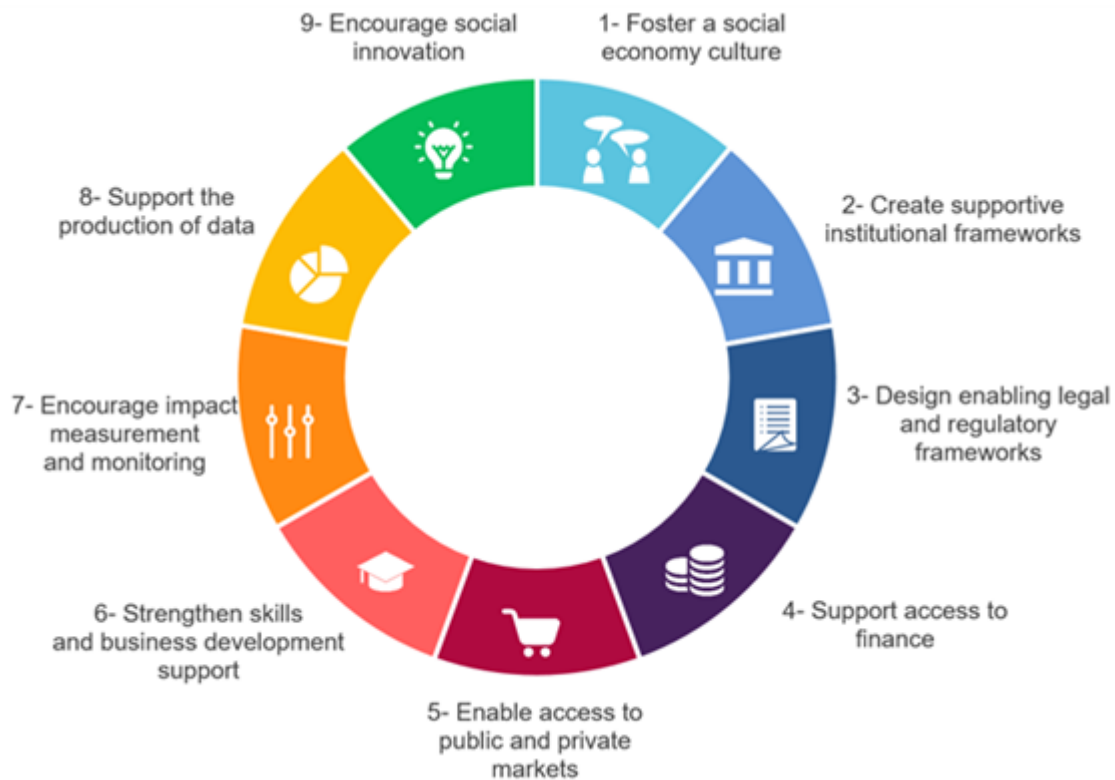 1- Foster a social
economy culture
2- Create supportive
institutional frameworks
3- Design enabling legal
and regulatory
frameworks
4- Support access to
finance
5- Enable access to
public and private
markets
6- Strengthen skills
and business development
support
7- Encourage impact
measurement
and monitoring
8- Support the
production of data
9- Encourage social
innovation